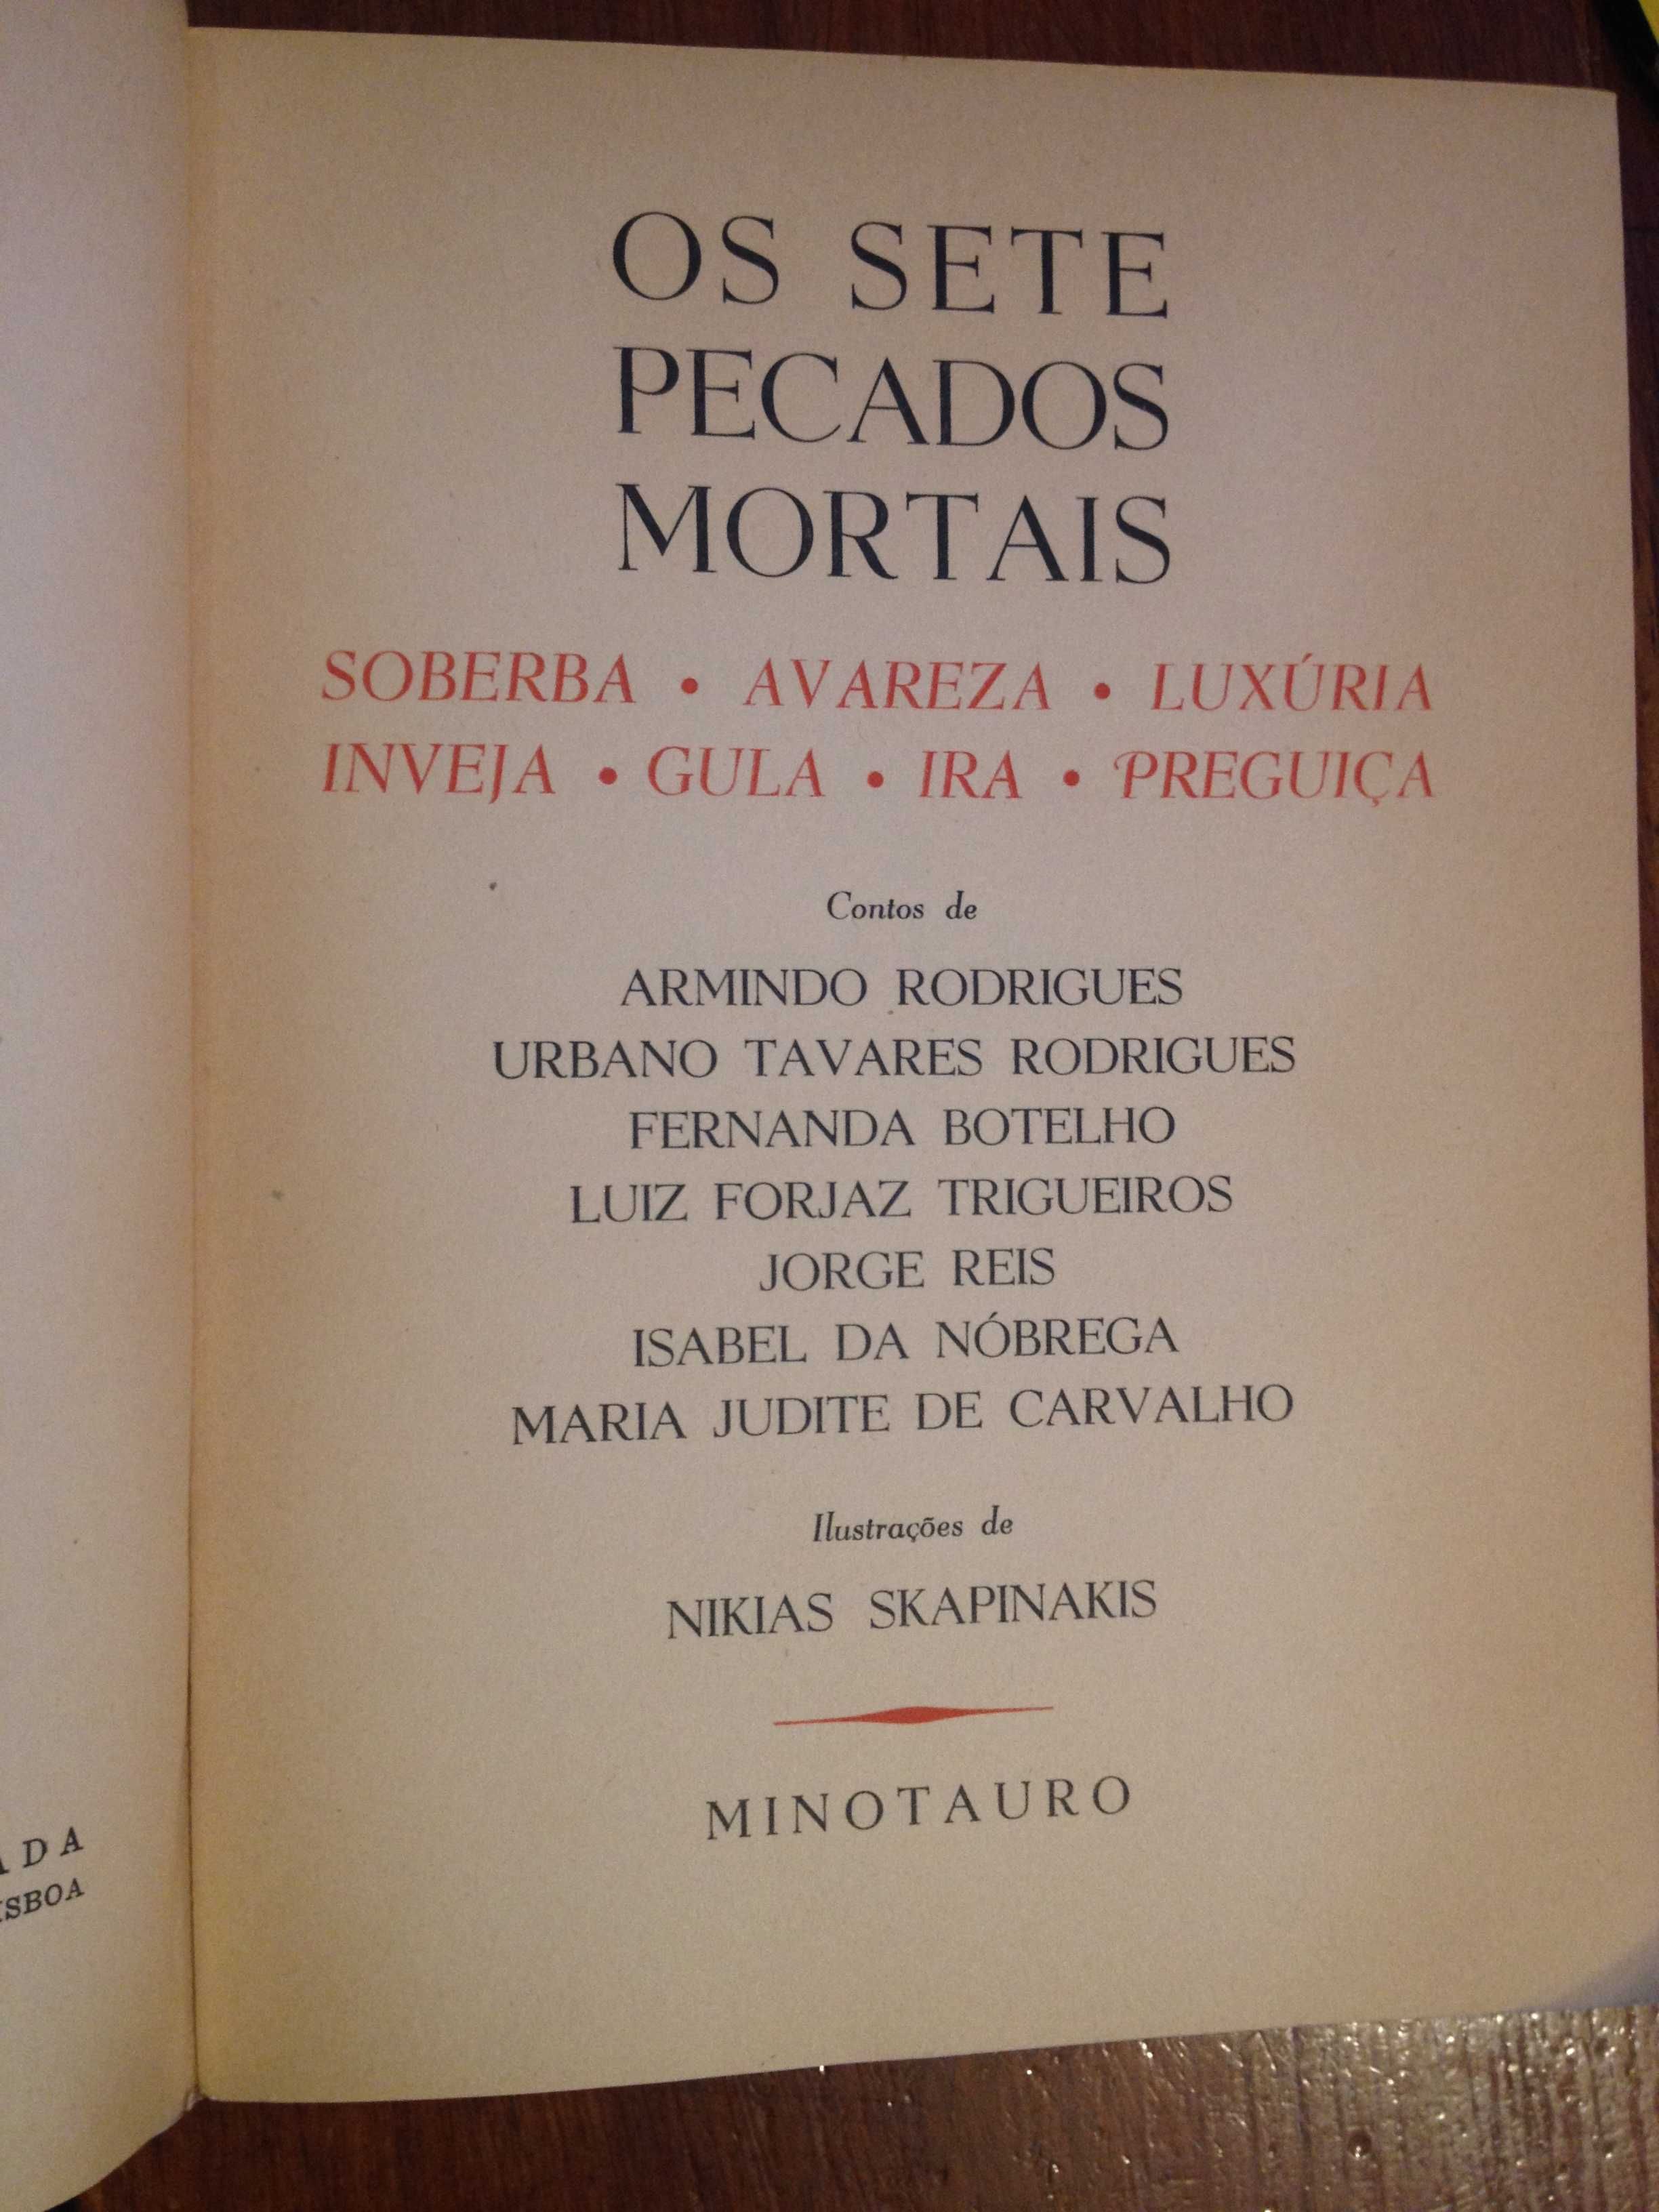 OS SETE
PECADOS
MORTAIS
SOBERBA • AVAREZA • LUXÚRIA
INVEJA • GULA • IRA • PREGUIÇA
Contos de
ARMINDO RODRIGUES
URBANO TAVARES RODRIGUES
FERNANDA BOTELHO
LUIZ FORJAZ TRIGUEIROS
JORGE REIS
ISABEL DA NÓBREGA
MARIA JUDITE DE CARVALHO
Ilustrações de
NIKIAS SKAPINAKIS
MINOTAURO